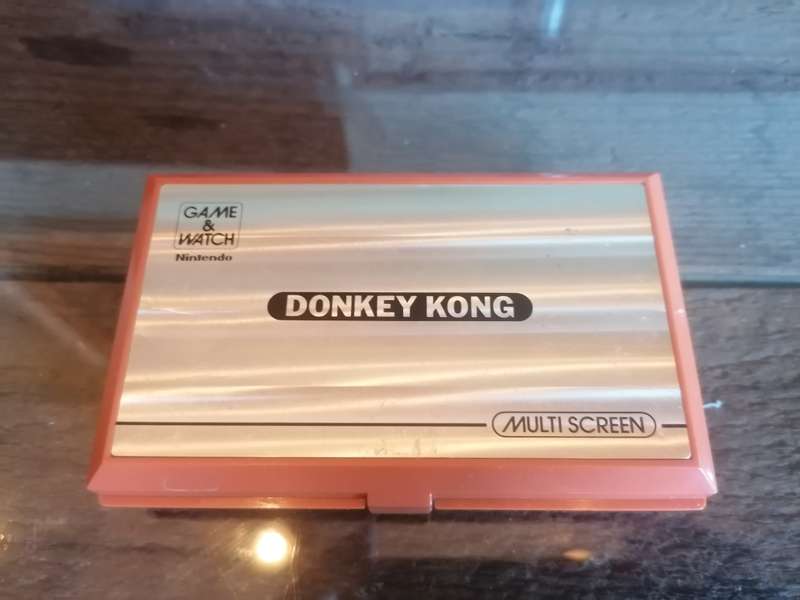 GAME
&
WATCH
Nintendo
DONKEY KONG
MULTI SCREEN